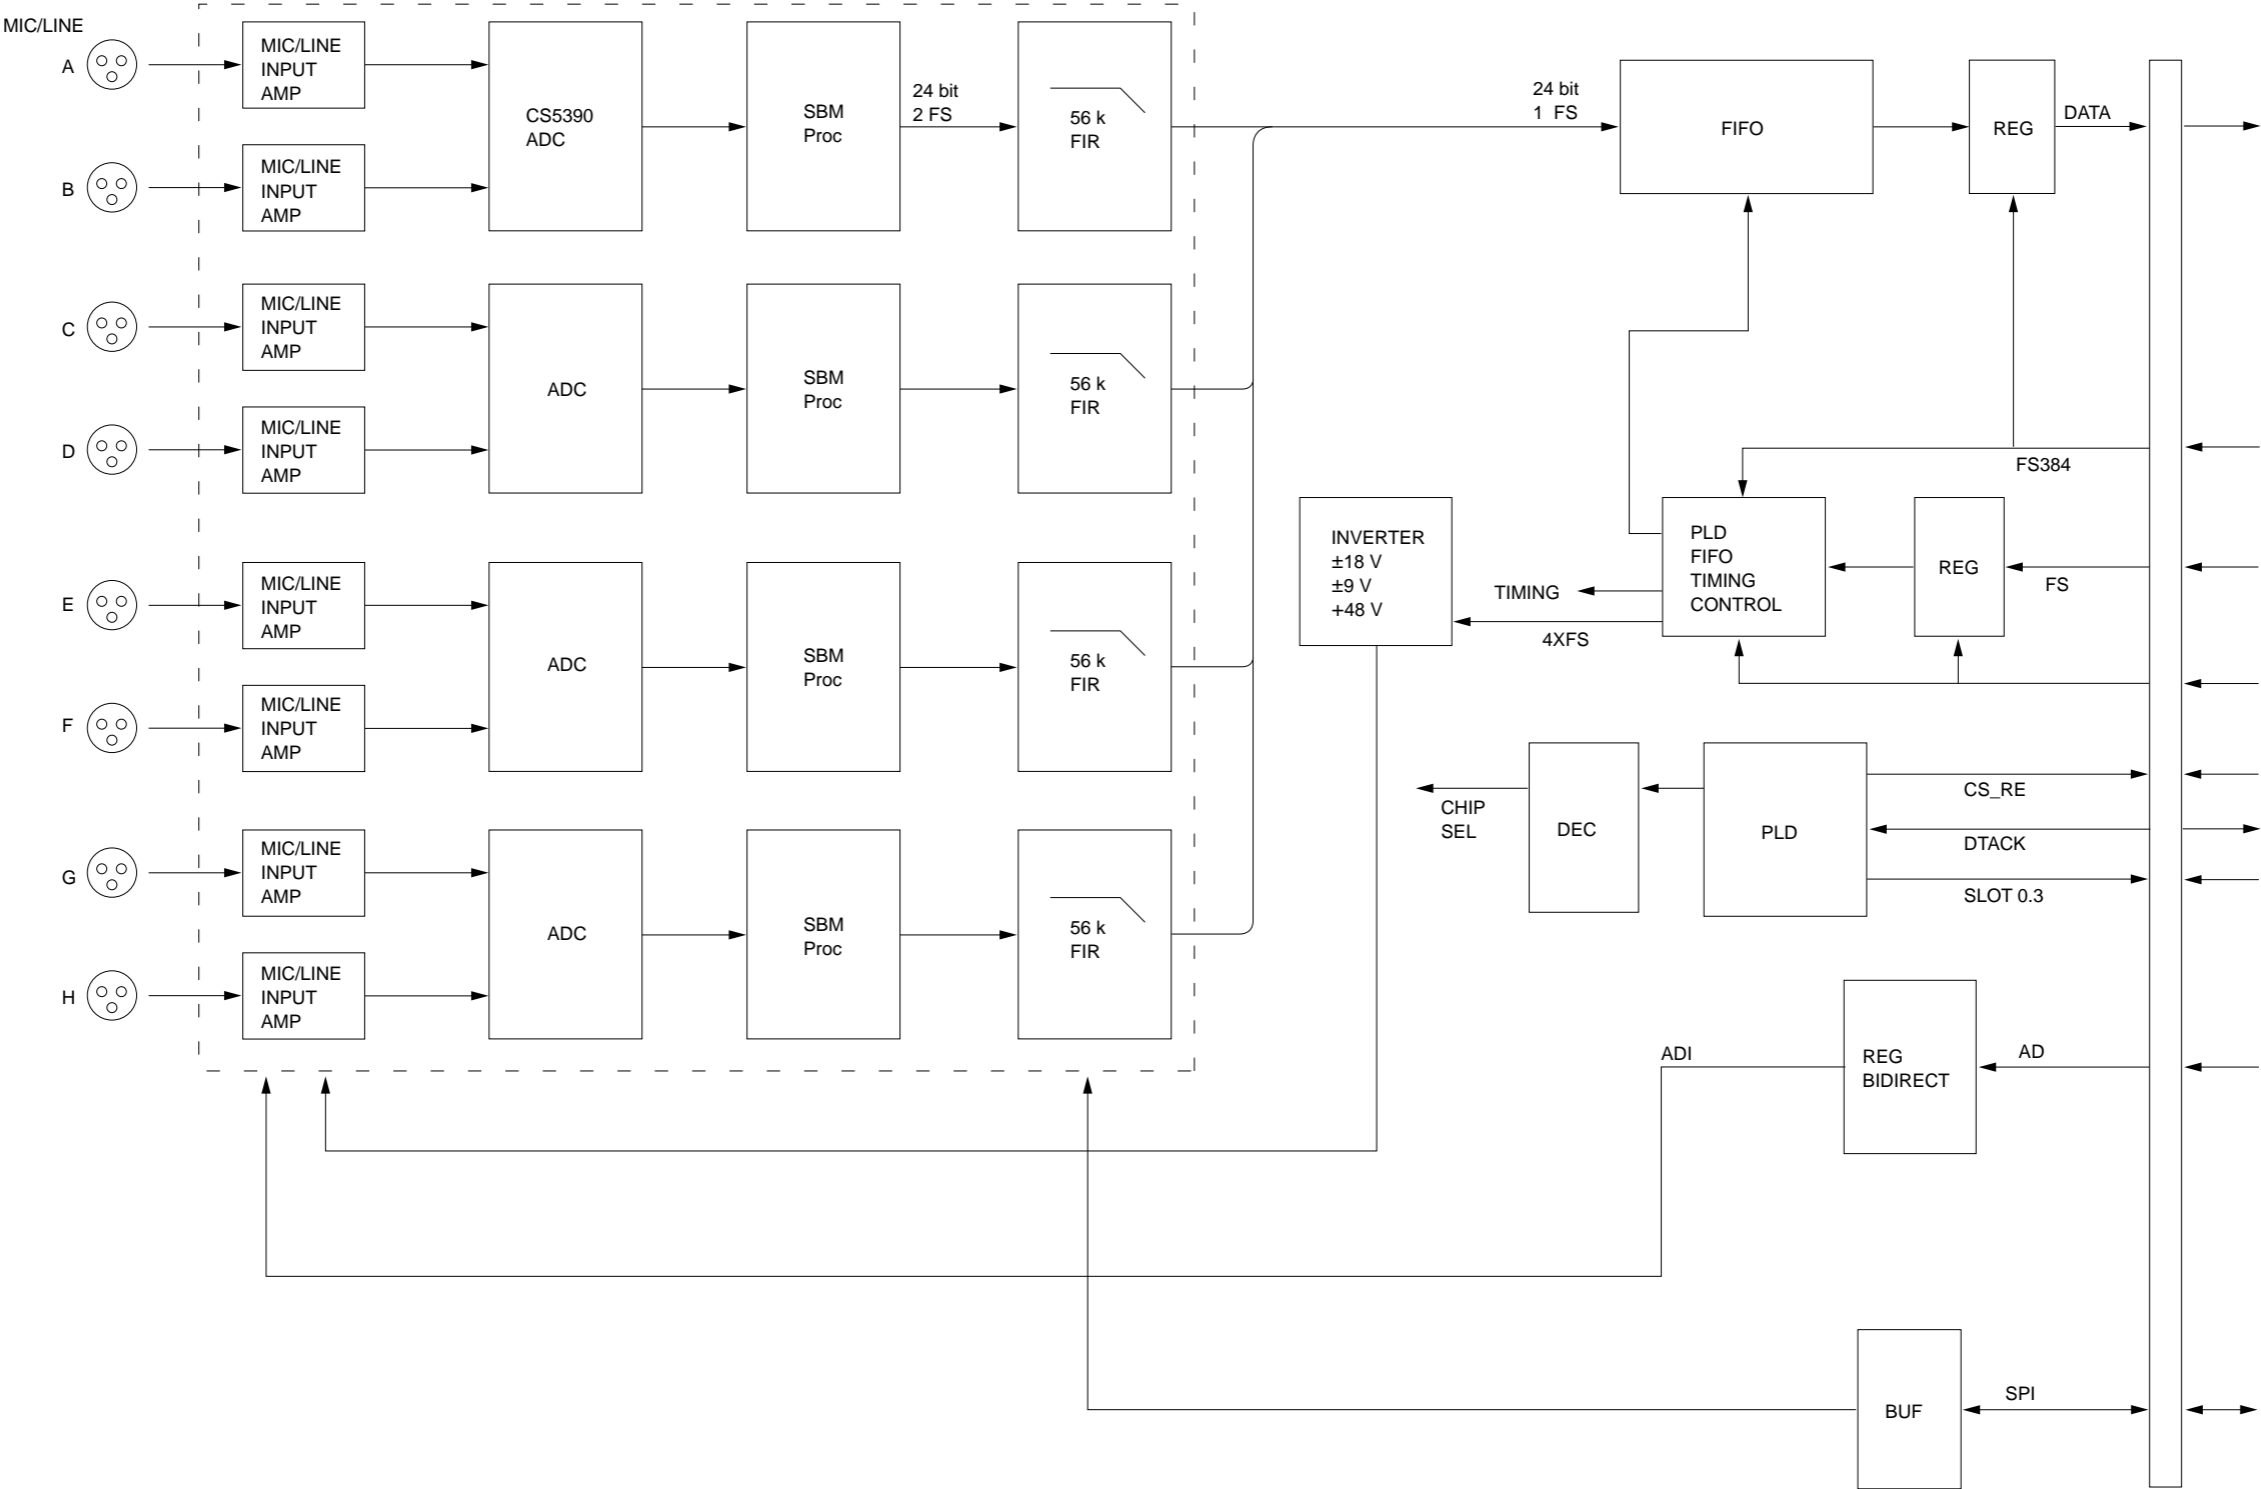 MIC/LINE
A
MIC/LINE
INPUT
AMP
B
MIC/LINE
INPUT
AMP
CS5390
ADC
SBM
Proc
24 bit
2 FS
56 k
FIR
24 bit
1 FS
FIFO
REG
DATA
C
MIC/LINE
INPUT
AMP
D
MIC/LINE
INPUT
AMP
ADC
SBM
Proc
56 k
FIR
FS384
E
MIC/LINE
INPUT
AMP
F
MIC/LINE
INPUT
AMP
ADC
SBM
Proc
56 k
FIR
INVERTER
±18 V
±9 V
+48 V
TIMING
4XFS
PLD
FIFO
TIMING
CONTROL
REG
FS
G
MIC/LINE
INPUT
AMP
H
MIC/LINE
INPUT
AMP
ADC
SBM
Proc
56 k
FIR
CHIP
SEL
DEC
PLD
CS_RE
DTACK
SLOT 0.3
ADI
REG
BIDIRECT
AD
BUF
SPI